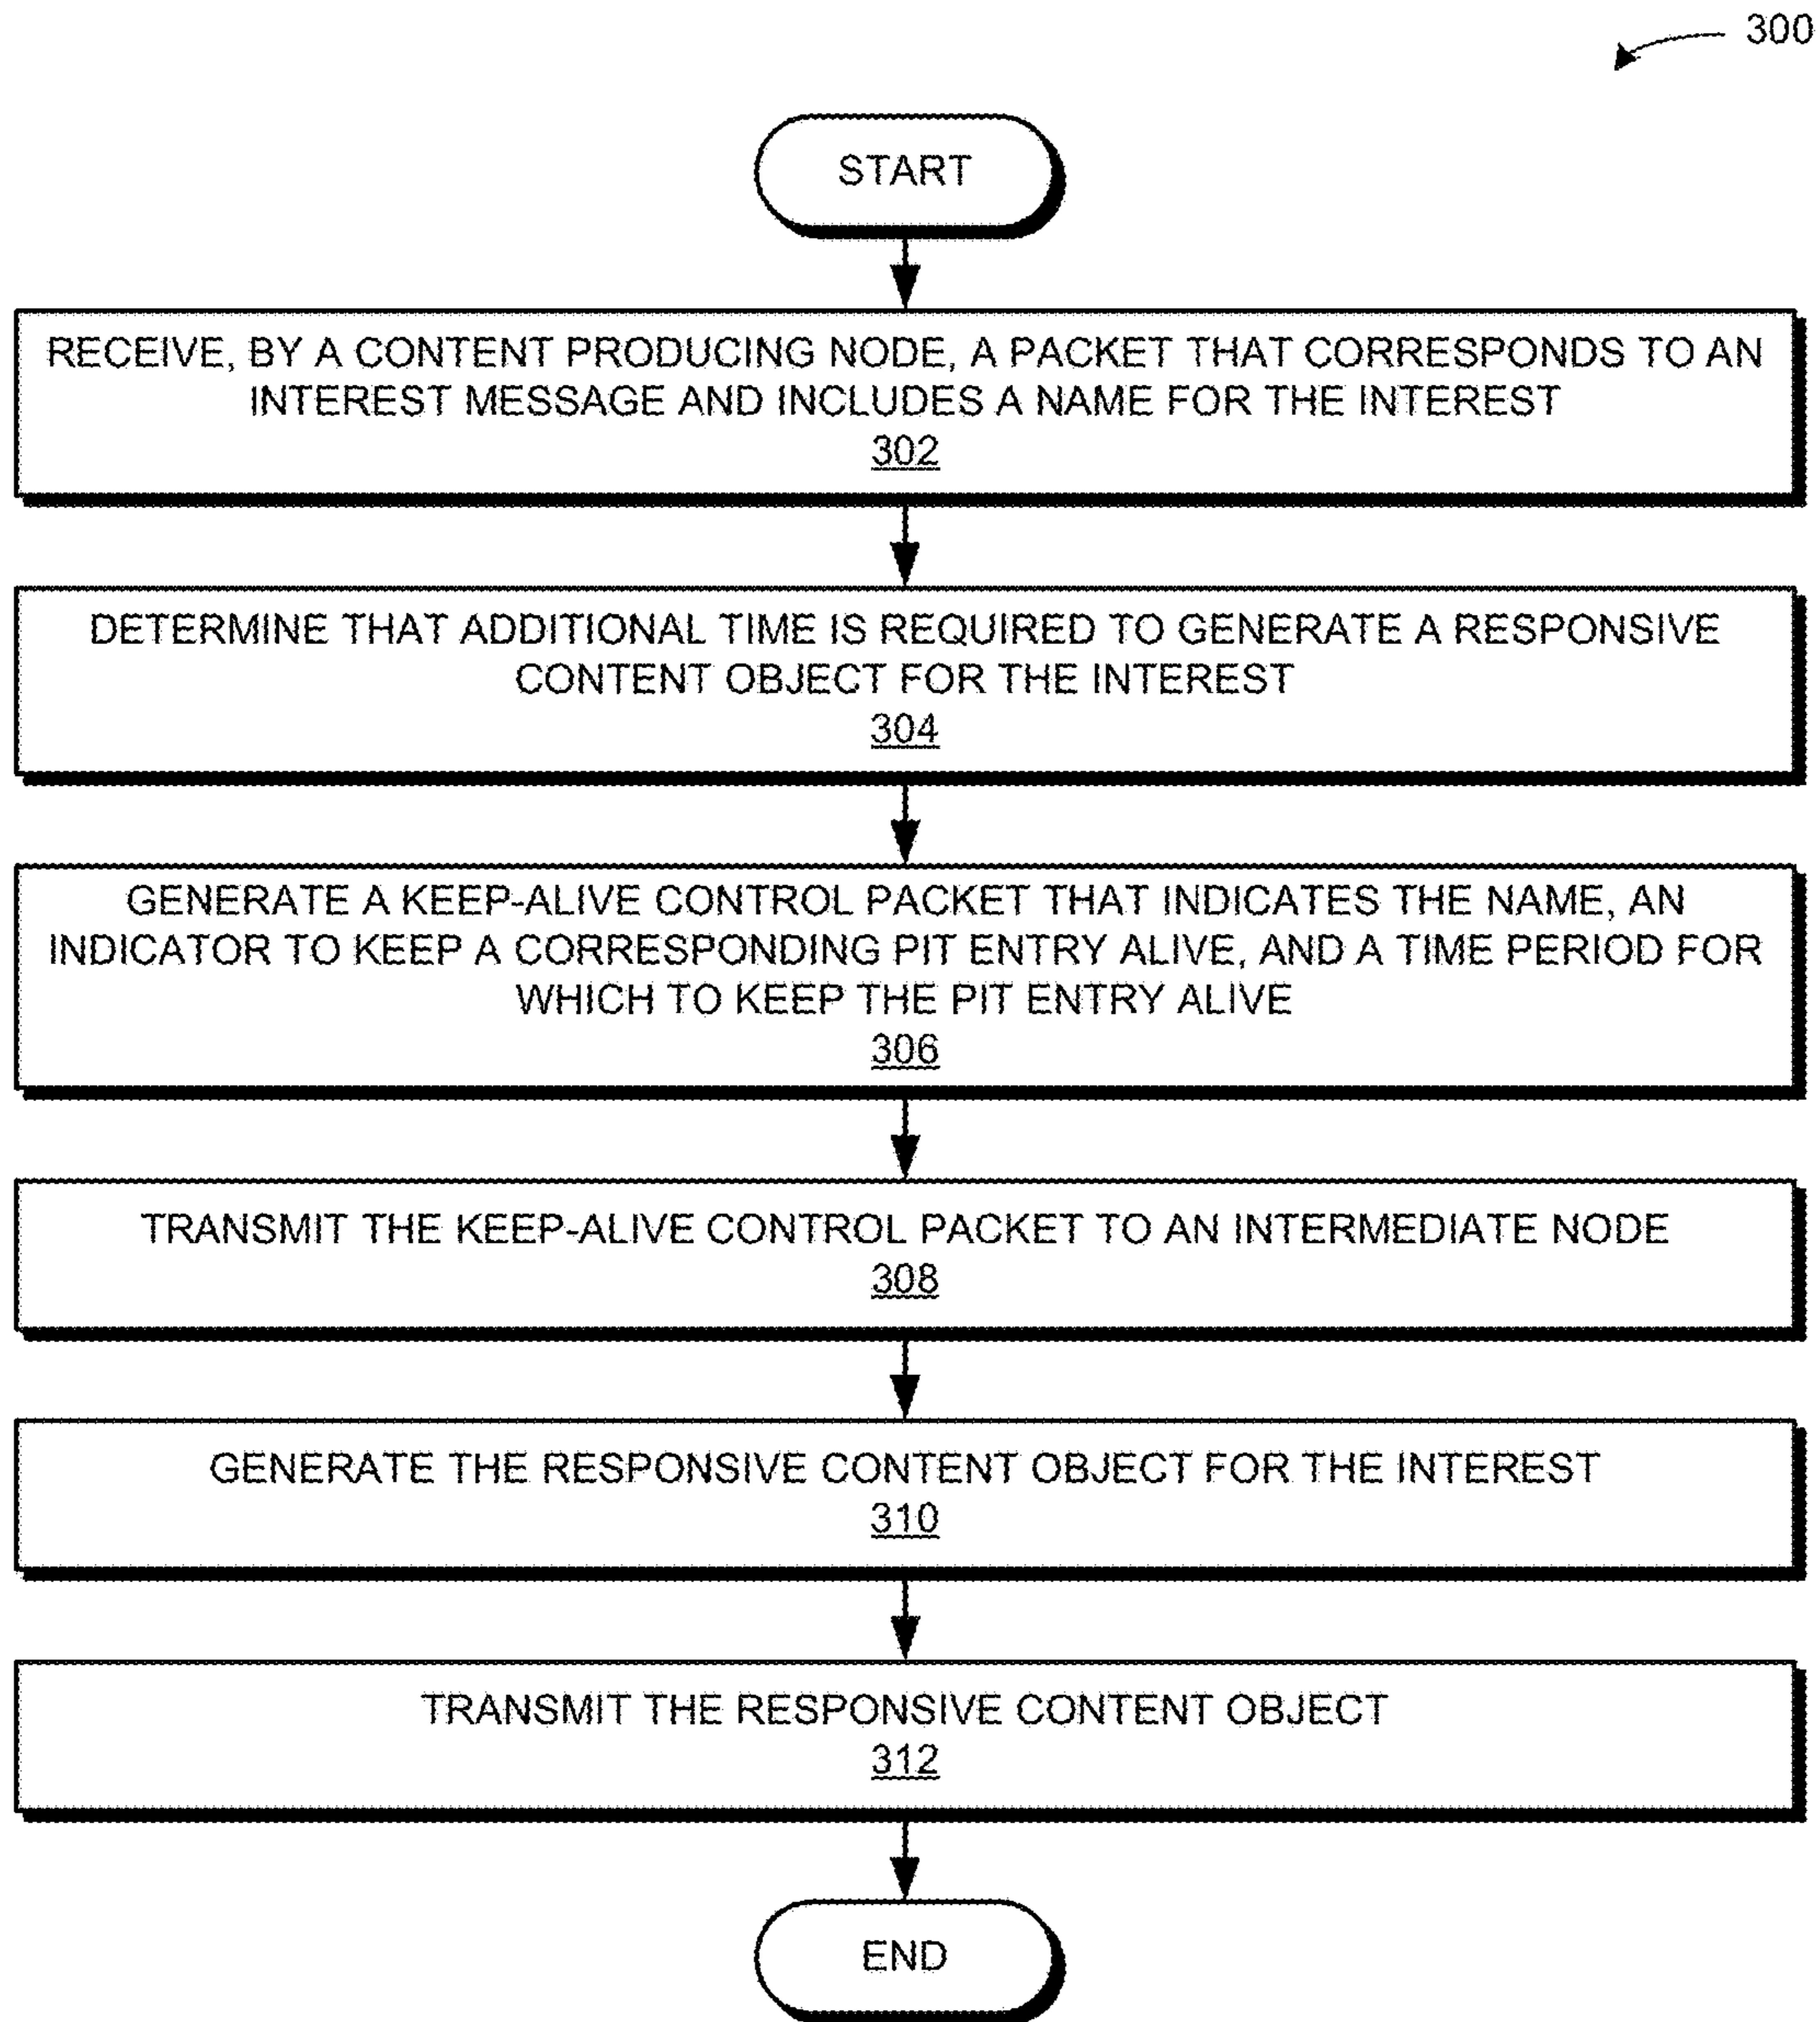 300
START
RECEIVE, BY A CONTENT PRODUCING NODE, A PACKET THAT CORRESPONDS TO AN
INTEREST MESSAGE AND INCLUDES A NAME FOR THE INTEREST
302
DETERMINE THAT ADDITIONAL TIME IS REQUIRED TO GENERATE A RESPONSIVE
CONTENT OBJECT FOR THE INTEREST
304
GENERATE A KEEP-ALIVE CONTROL PACKET THAT INDICATES THE NAME, AN
INDICATOR TO KEEP A CORRESPONDING PIT ENTRY ALIVE, AND A TIME PERIOD FOR
WHICH TO KEEP THE PIT ENTRY ALIVE
306
TRANSMIT THE KEEP-ALIVE CONTROL PACKET TO AN INTERMEDIATE NODE
308
GENERATE THE RESPONSIVE CONTENT OBJECT FOR THE INTEREST
310
TRANSMIT THE RESPONSIVE CONTENT OBJECT
312
END